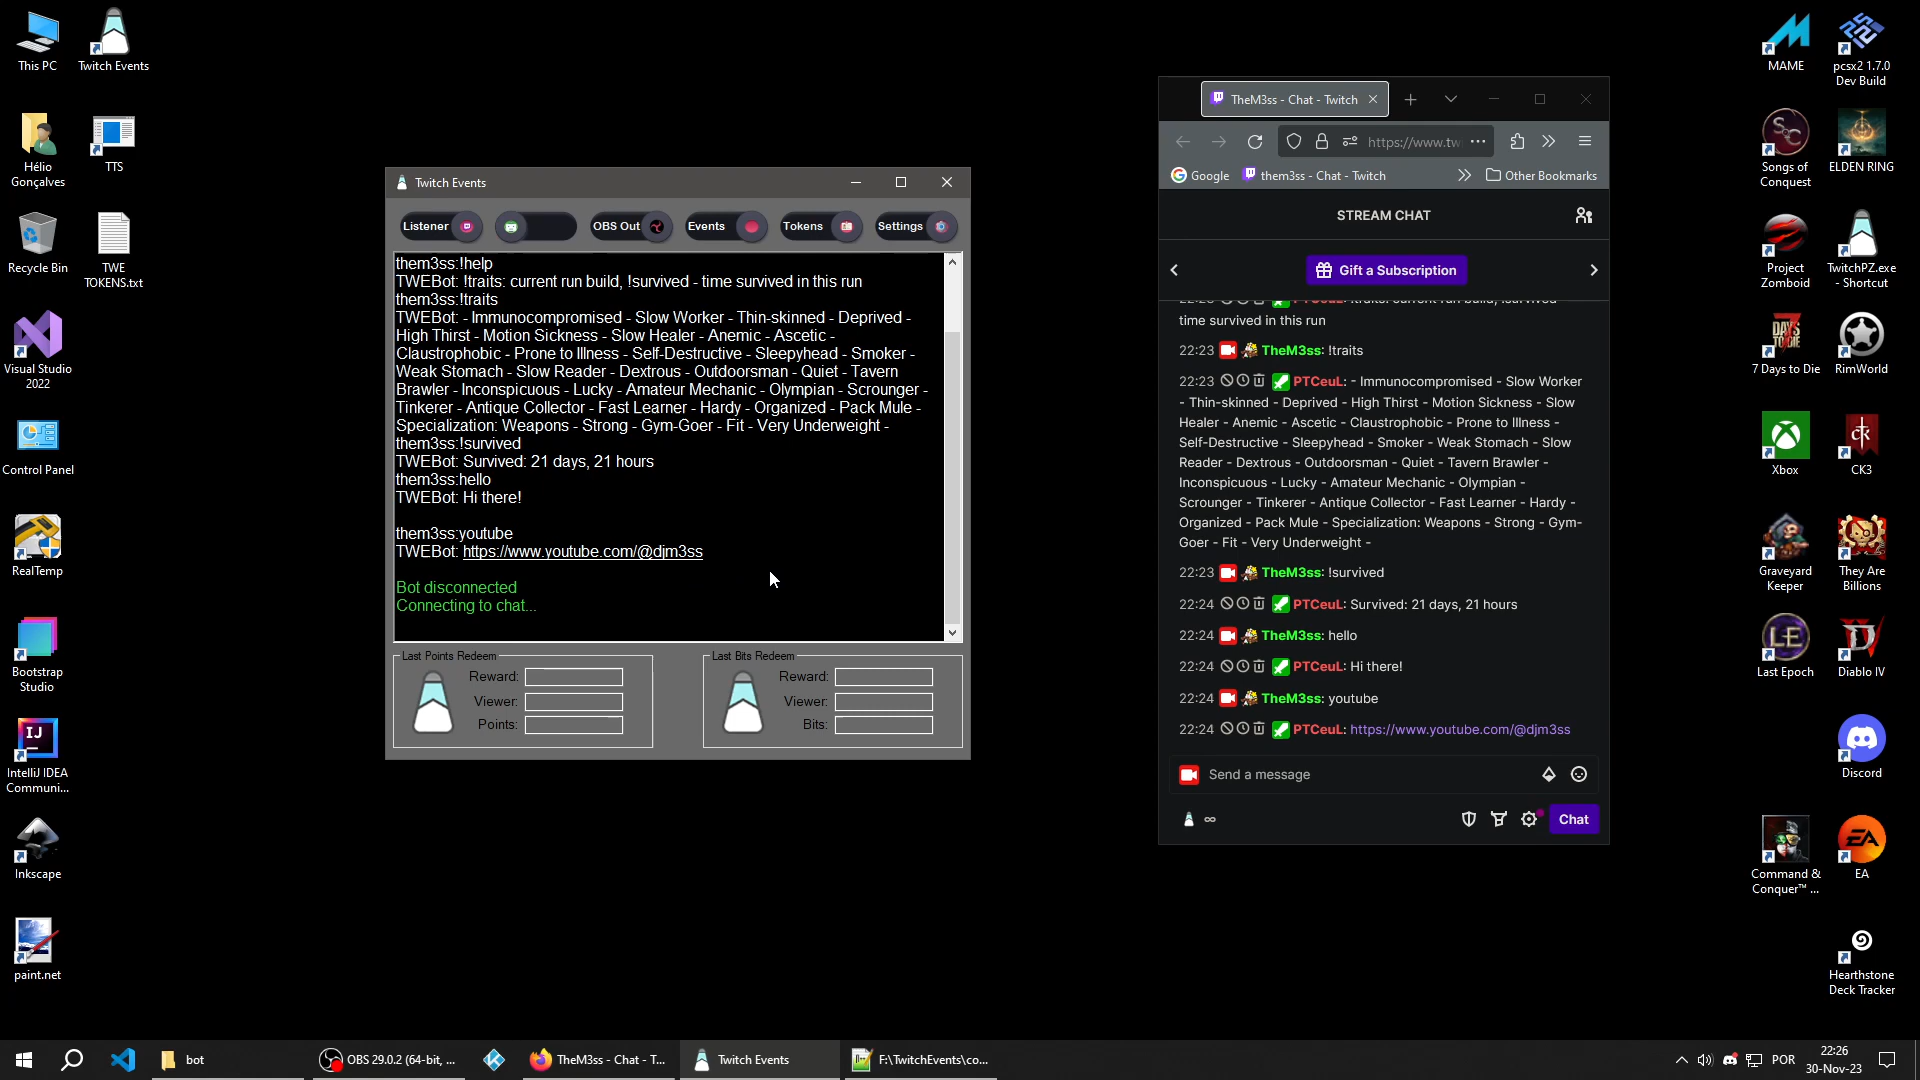 This PC
Twitch Events
Hélio
Gonçalves
TTS
Recycle Bin
TWE
TOKENS.txt
Visual Studio
2022
Control Panel
RealTemp
Bootstrap
Studio
IntelliJ IDEA
Communi...
Inkscape
paint.net
Twitch Events
Listener
OBS Out
Events
Tokens
Settings
them3ss:!help
TWEBot: !traits: current run build, !survived - time survived in this run
them3ss:!traits
TWEBot: - Immunocompromised - Slow Worker - Thin-skinned - Deprived -
High Thirst - Motion Sickness - Slow Healer - Anemic - Ascetic -
Claustrophobic - Prone to Illness - Self-Destructive - Sleepyhead - Smoker -
Weak Stomach - Slow Reader - Dextrous - Outdoorsman - Quiet - Tavern
Brawler - Inconspicuous - Lucky - Amateur Mechanic - Olympian - Scrounger -
Tinkerer - Antique Collector - Fast Learner - Hardy - Organized - Pack Mule -
Specialization: Weapons - Strong - Gym-Goer - Fit - Very Underweight -
them3ss:!survived
TWEBot: Survived: 21 days, 21 hours
them3ss:hello
TWEBot: Hi there!
them3ss:youtube
TWEBot: https://www.youtube.com/@djm3ss
Bot disconnected
Connecting to chat...
Last Points Redeem
Reward:
Viewer:
Points:
Last Bits Redeem
Reward:
Viewer:
Bits:
TheM3ss - Chat - Twitch
https://www.tw
Google
them3ss - Chat - Twitch
Other Bookmarks
STREAM CHAT
Gift a Subscription
22:23 PTCeuL: !traits: current run build, !survived -
time survived in this run
22:23 TheM3ss: !traits
22:23 PTCeuL: - Immunocompromised - Slow Worker
- Thin-skinned - Deprived - High Thirst - Motion Sickness - Slow
Healer - Anemic - Ascetic - Claustrophobic - Prone to Illness -
Self-Destructive - Sleepyhead - Smoker - Weak Stomach - Slow
Reader - Dextrous - Outdoorsman - Quiet - Tavern Brawler -
Inconspicuous - Lucky - Amateur Mechanic - Olympian -
Scrounger - Tinkerer - Antique Collector - Fast Learner - Hardy -
Organized - Pack Mule - Specialization: Weapons - Strong - Gym-
Goer - Fit - Very Underweight -
22:23 TheM3ss: !survived
22:24 PTCeuL: Survived: 21 days, 21 hours
22:24 TheM3ss: hello
22:24 PTCeuL: Hi there!
22:24 TheM3ss: youtube
22:24 PTCeuL: https://www.youtube.com/@djm3ss
Send a message
∞
Chat
MAME
pcsx2 1.7.0
Dev Build
Songs of
Conquest
ELDEN RING
Project
Zomboid
TwitchPZ.exe
- Shortcut
7 Days to Die
RimWorld
Xbox
CK3
Graveyard
Keeper
They Are
Billions
Last Epoch
Diablo IV
Discord
Command &
Conquer™ ...
EA
Hearthstone
Deck Tracker
bot
OBS 29.0.2 (64-bit, ...
TheM3ss - Chat - T...
Twitch Events
F:\TwitchEvents\co...
POR
22:26
30-Nov-23